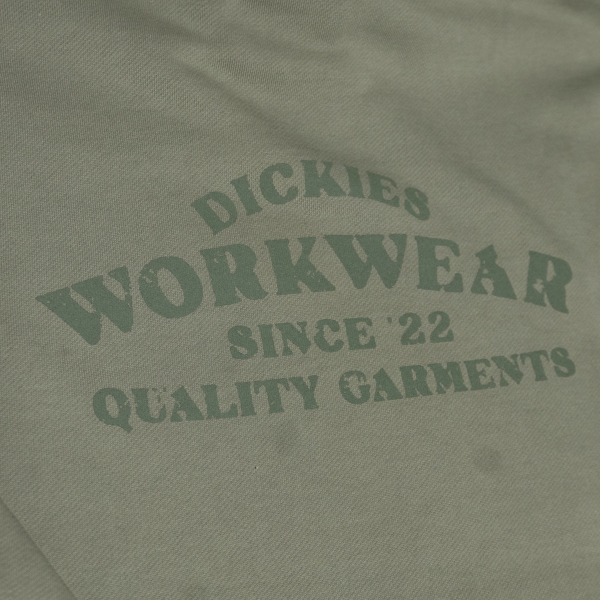 DICKIES
WORKWEAR
SINCE '22
QUALITY GARMENTS